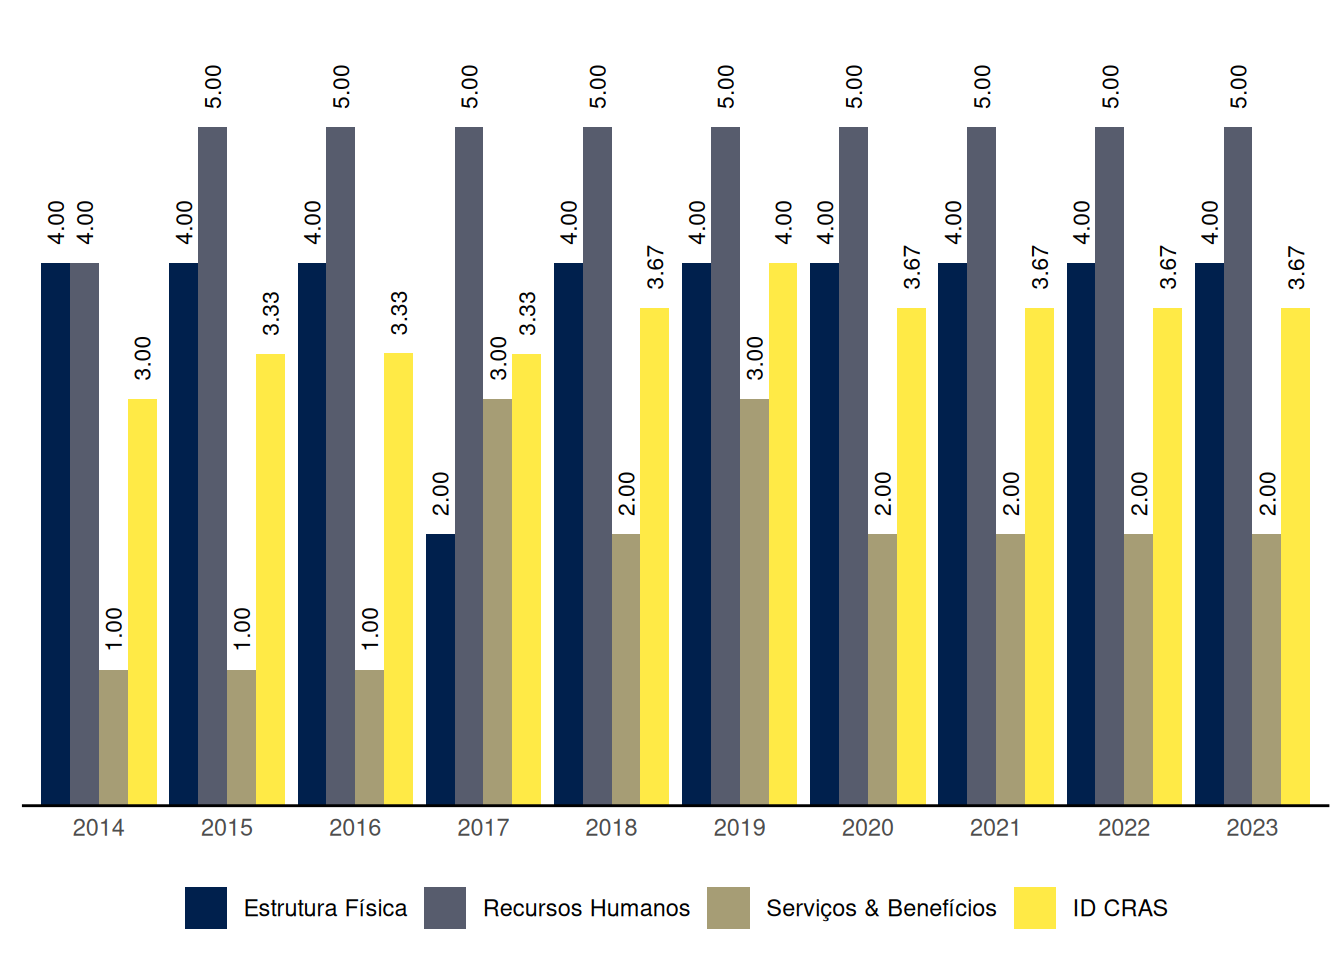 5.00 5.00 5.00 5.00 5.00 5.00 5.00 5.00 5.00
4.00 4.00 4.00 4.00 4.00 4.00 4.00 4.00 4.00 4.00 4.00 4.00
3.67 3.67 3.67 3.67 3.67
3.33 3.33 3.33
3.00 3.00 3.00
2.00 2.00 2.00 2.00 2.00 2.00
1.00 1.00 1.00
2014 2015 2016 2017 2018 2019 2020 2021 2022 2023
Estrutura Física Recursos Humanos Serviços & Benefícios ID CRAS